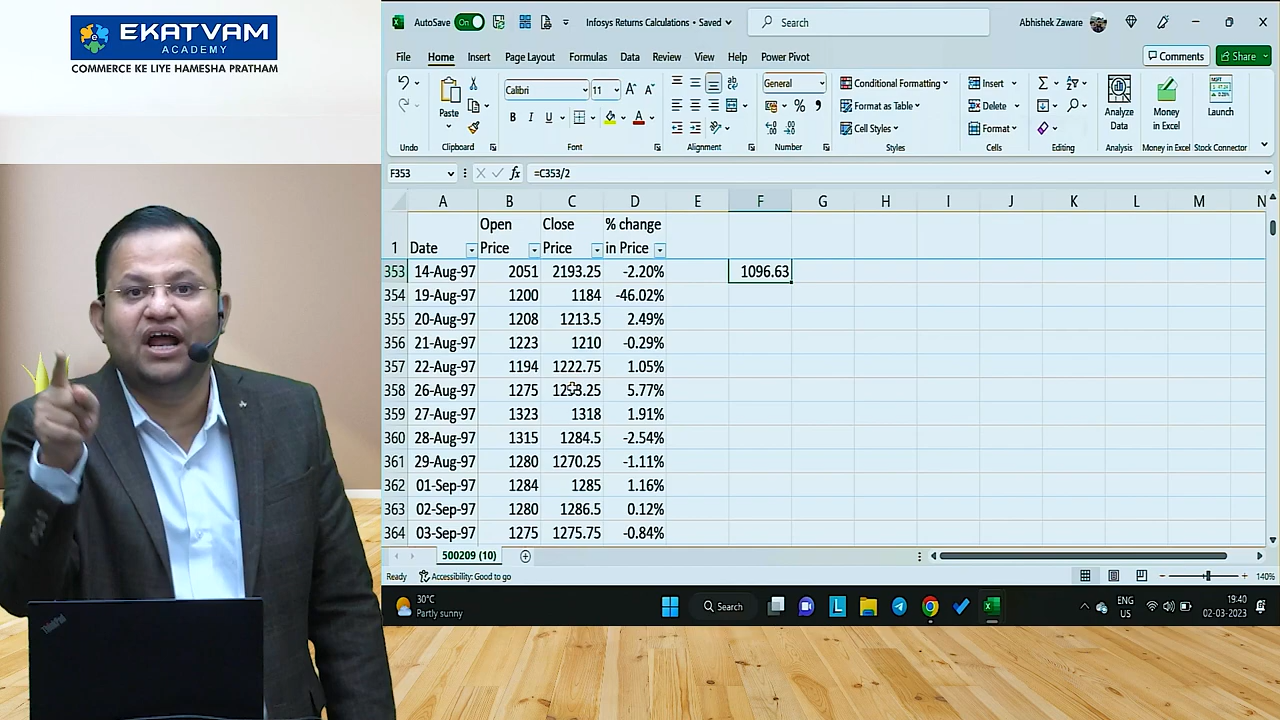 EKATVAM
ACADEMY
COMMERCE KE LIYE HAMESHA PRATHAM
AutoSave On Infosys Returns Calculations • Saved Search Abhishek Zaware
File Home Insert Page Layout Formulas Data Review View Help Power Pivot Comments Share
Paste Calibri 11 General Conditional Formatting Insert Analyze Data Money in Excel Launch
B I U Format as Table Delete
Cell Styles Format
Undo Clipboard Font Alignment Number Styles Cells Editing Analysis Money in Excel Stock Connector
F353 fx =C353/2
A B C D E F G H I J K L M N
1 Date Open Price Close Price % change in Price
353 14-Aug-97 2051 2193.25 -2.20% 1096.63
354 19-Aug-97 1200 1184 -46.02%
355 20-Aug-97 1208 1213.5 2.49%
356 21-Aug-97 1223 1210 -0.29%
357 22-Aug-97 1194 1222.75 1.05%
358 26-Aug-97 1275 5.77%
359 27-Aug-97 1323 1318 1.91%
360 28-Aug-97 1315 1284.5 -2.54%
361 29-Aug-97 1280 1270.25 -1.11%
362 01-Sep-97 1284 1285 1.16%
363 02-Sep-97 1280 1286.5 0.12%
364 03-Sep-97 1275 1275.75 -0.84%
500209 (10)
Ready Accessibility: Good to go 140%
30°C
Partly sunny
Search
L
ENG
US
19:40
02-03-2023
ThinkPad